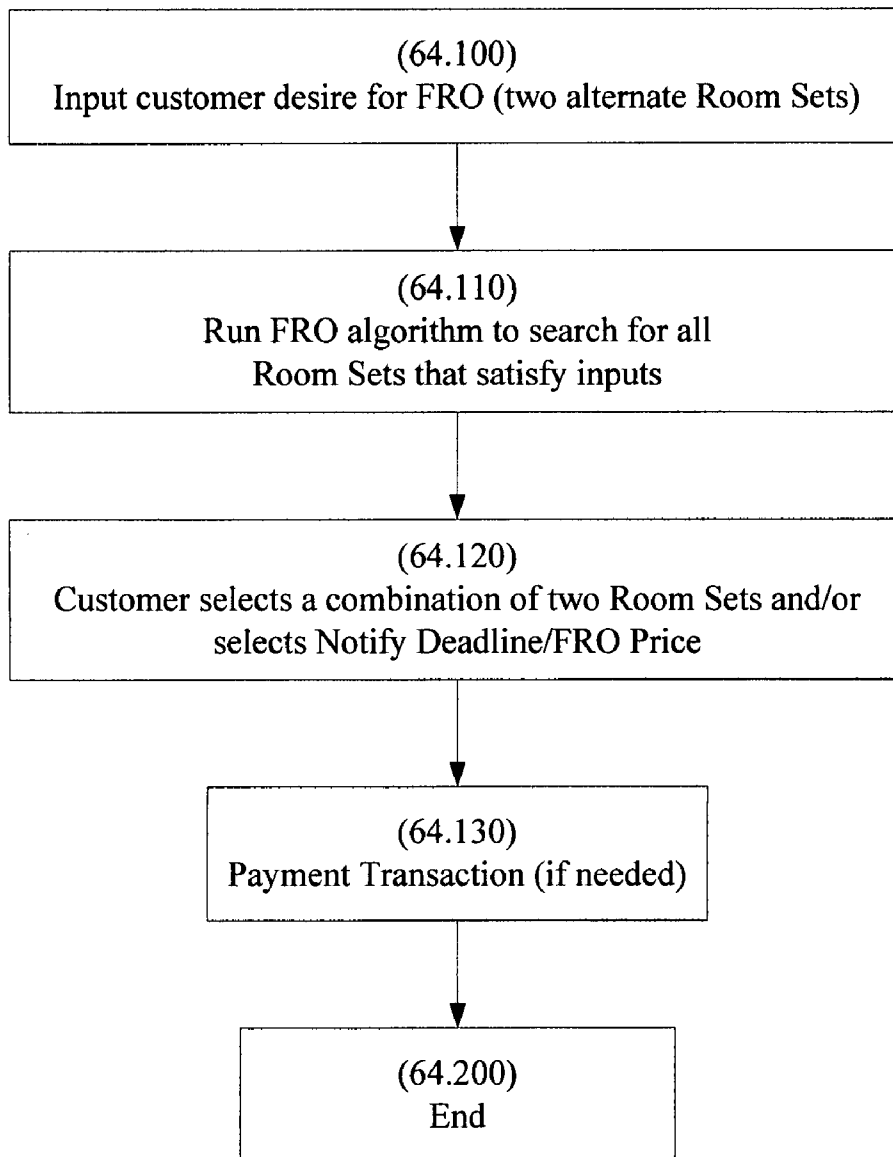 (64.100)
Input customer desire for FRO (two alternate Room Sets)
(64.110)
Run FRO algorithm to search for all
Room Sets that satisfy inputs
(64.120)
Customer selects a combination of two Room Sets and/or
selects Notify Deadline/FRO Price
(64.130)
Payment Transaction (if needed)
(64.200)
End